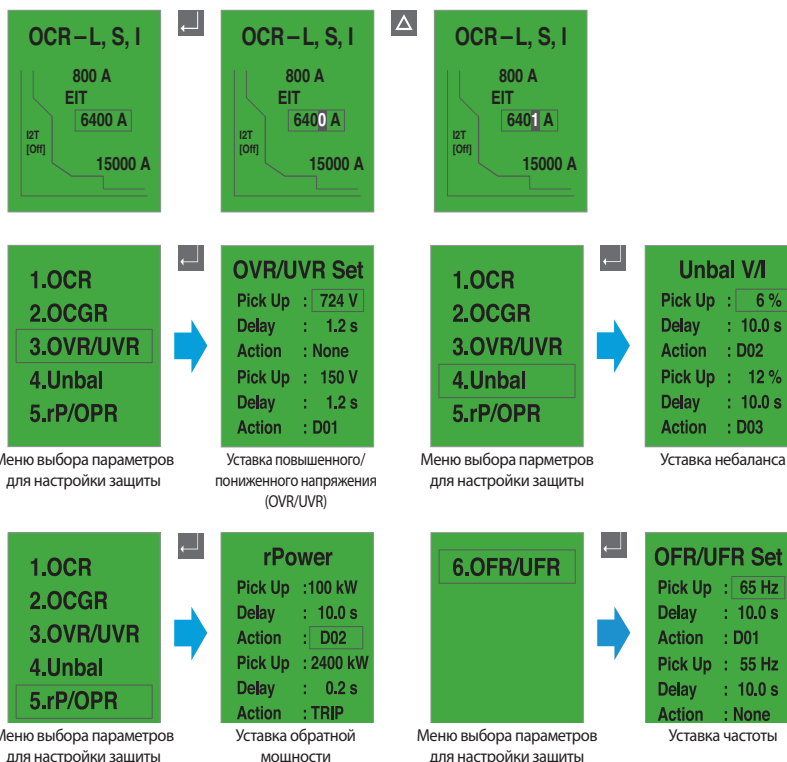 OCR–L, S, I
800 A
EIT
6400 A
I2T
[Off]
15000 A
OCR–L, S, I
800 A
EIT
6400 A
I2T
[Off]
15000 A
OCR–L, S, I
800 A
EIT
6401 A
I2T
[Off]
15000 A
1.OCR
2.OCGR
3.OVR/UVR
4.Unbal
5.rP/OPR
Меню выбора параметров
для настройки защиты
OVR/UVR Set
Pick Up : 724 V
Delay : 1.2 s
Action : None
Pick Up : 150 V
Delay : 1.2 s
Action : D01
Уставка повышенного/
пониженного напряжения
(OVR/UVR)
1.OCR
2.OCGR
3.OVR/UVR
4.Unbal
5.rP/OPR
Меню выбора парметров
для настройки защиты
Unbal V/I
Pick Up : 6 %
Delay : 10.0 s
Action : D02
Pick Up : 12 %
Delay : 10.0 s
Action : D03
Уставка небаланса
1.OCR
2.OCGR
3.OVR/UVR
4.Unbal
5.rP/OPR
Меню выбора параметров
для настройки защиты
rPower
Pick Up :100 kW
Delay : 10.0 s
Action : D02
Pick Up : 2400 kW
Delay : 0.2 s
Action : TRIP
Уставка обратной
мощности
6.OFR/UFR
Меню выбора параметров
для настройки защиты
OFR/UFR Set
Pick Up : 65 Hz
Delay : 10.0 s
Action : D01
Pick Up : 55 Hz
Delay : 10.0 s
Action : None
Уставка частоты